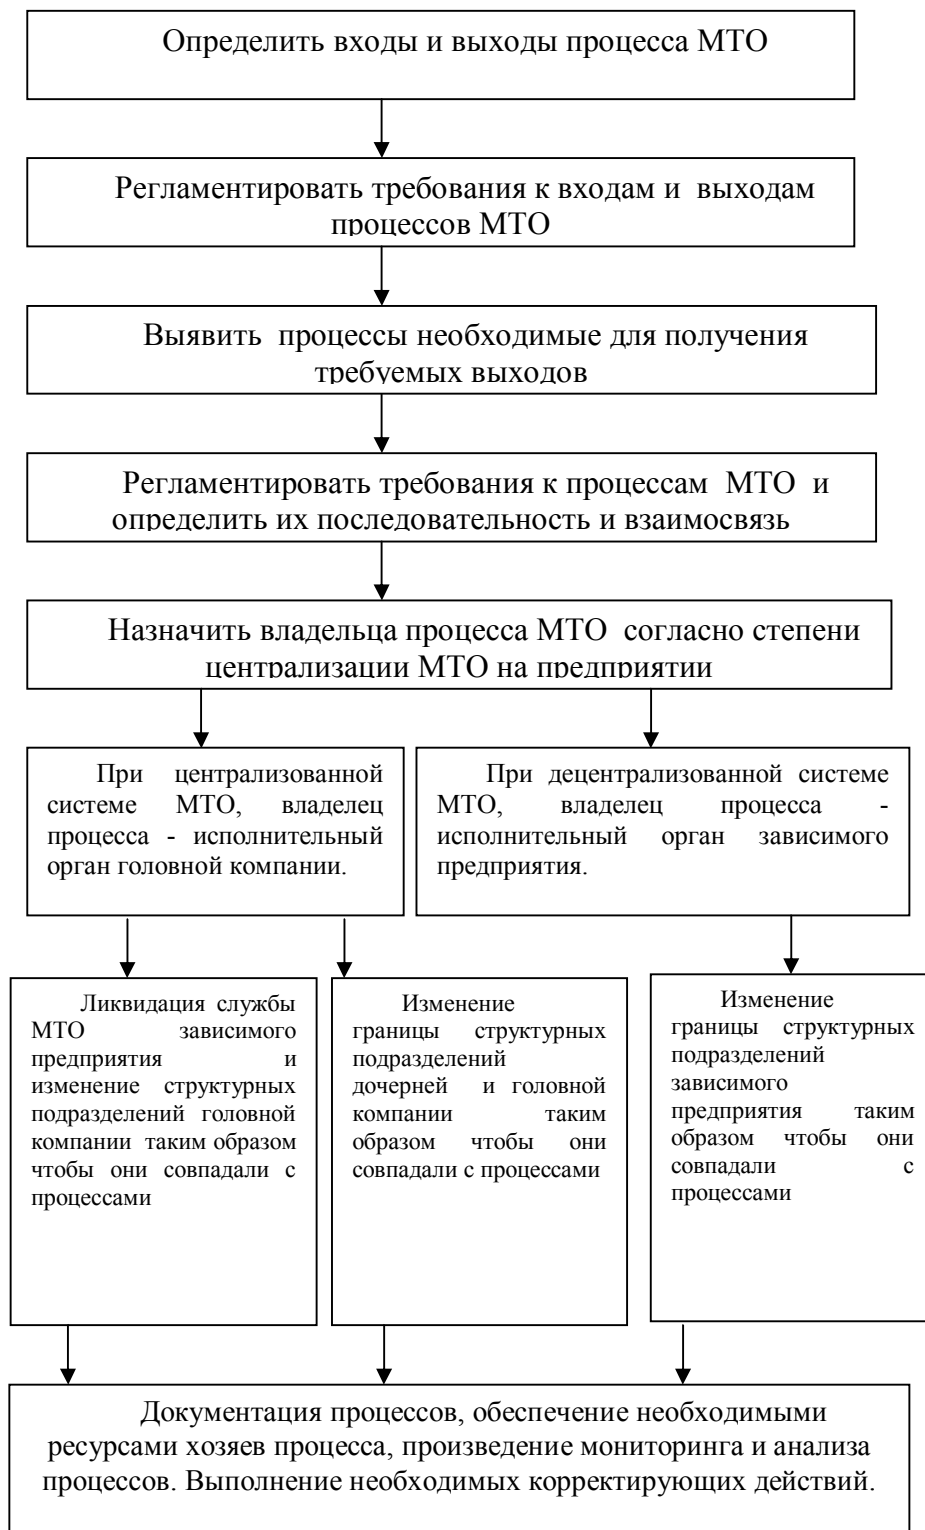 Определить входы и выходы процесса МТО
Регламентировать требования к входам и выходам
процессов МТО
Выявить процессы необходимые для получения
требуемых выходов
Регламентировать требования к процессам МТО и
определить их последовательность и взаимосвязь
Назначить владельца процесса МТО согласно степени
централизации МТО на предприятии
При централизованной
системе МТО, владелец
процесса - исполнительный
орган головной компании.
При децентрализованной системе
МТО, владелец процесса -
исполнительный орган зависимого
предприятия.
Ликвидация службы
МТО зависимого
предприятия и
изменение структурных
подразделений головной
компании таким образом
чтобы они совпадали с
процессами
Изменение
границы структурных
подразделений
дочерней и головной
компании таким
образом чтобы они
совпадали с процессами
Изменение
границы структурных
подразделений
зависимого
предприятия таким
образом чтобы они
совпадали с
процессами
Документация процессов, обеспечение необходимыми
ресурсами хозяев процесса, произведение мониторинга и анализа
процессов. Выполнение необходимых корректирующих действий.